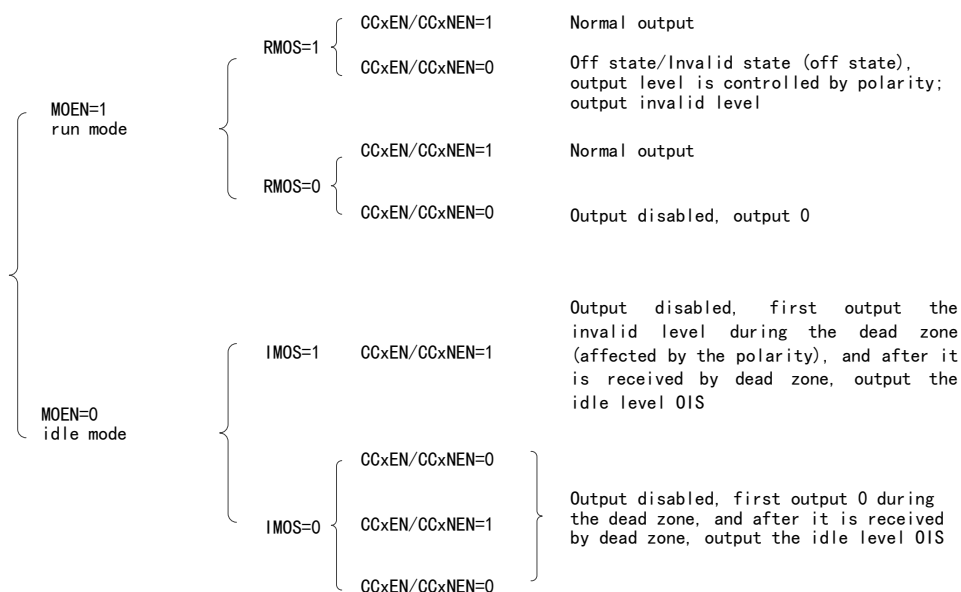 CCxEN/CCxNEN=1 Normal output
RMOS=1
CCxEN/CCxNEN=0 Off state/Invalid state (off state),
output level is controlled by polarity;
output invalid level
MOEN=1
run mode
CCxEN/CCxNEN=1 Normal output
RMOS=0
CCxEN/CCxNEN=0 Output disabled, output 0
Output disabled, first output the
invalid level during the dead zone
IMOS=1 CCxEN/CCxNEN=1 (affected by the polarity), and after it
is received by dead zone, output the
idle level OIS
MOEN=0
idle mode
CCxEN/CCxNEN=0
Output disabled, first output 0 during
IMOS=0 CCxEN/CCxNEN=1 the dead zone, and after it is received
by dead zone, output the idle level OIS
CCxEN/CCxNEN=0